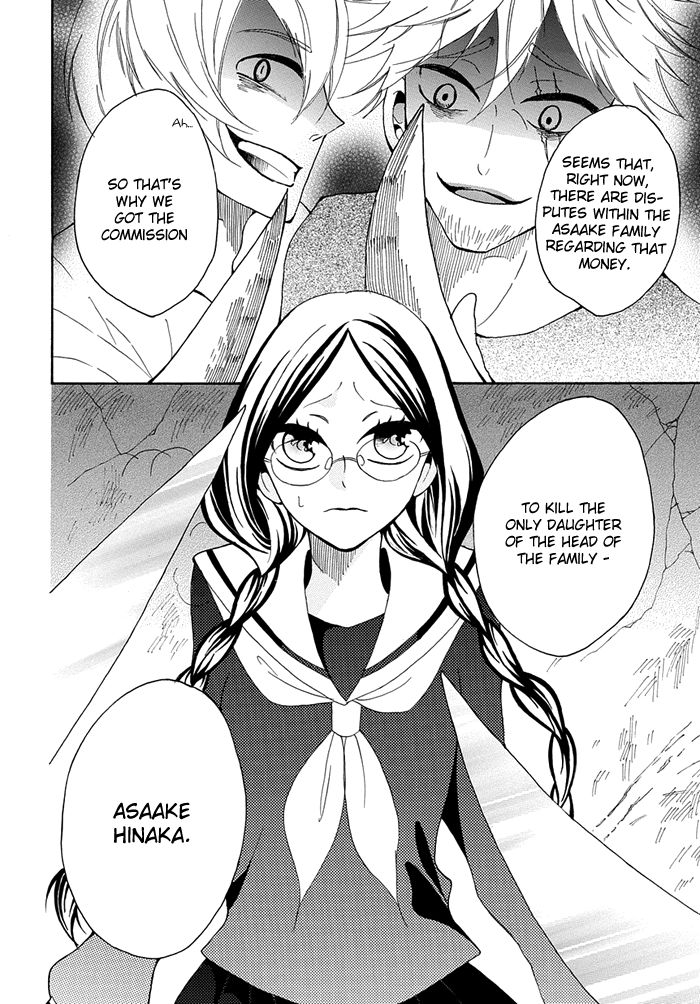 SEEMS THAT,
RIGHT NOW,
THERE ARE DIS-
PUTES WITHIN THE
ASAAKE FAMILY
REGARDING THAT
MONEY.
Ah...
SO THAT'S
WHY WE
GOT THE
COMMISSION
TO KILL THE
ONLY DAUGHTER
OF THE HEAD OF
THE FAMILY -
ASAAKE
HINAKA.